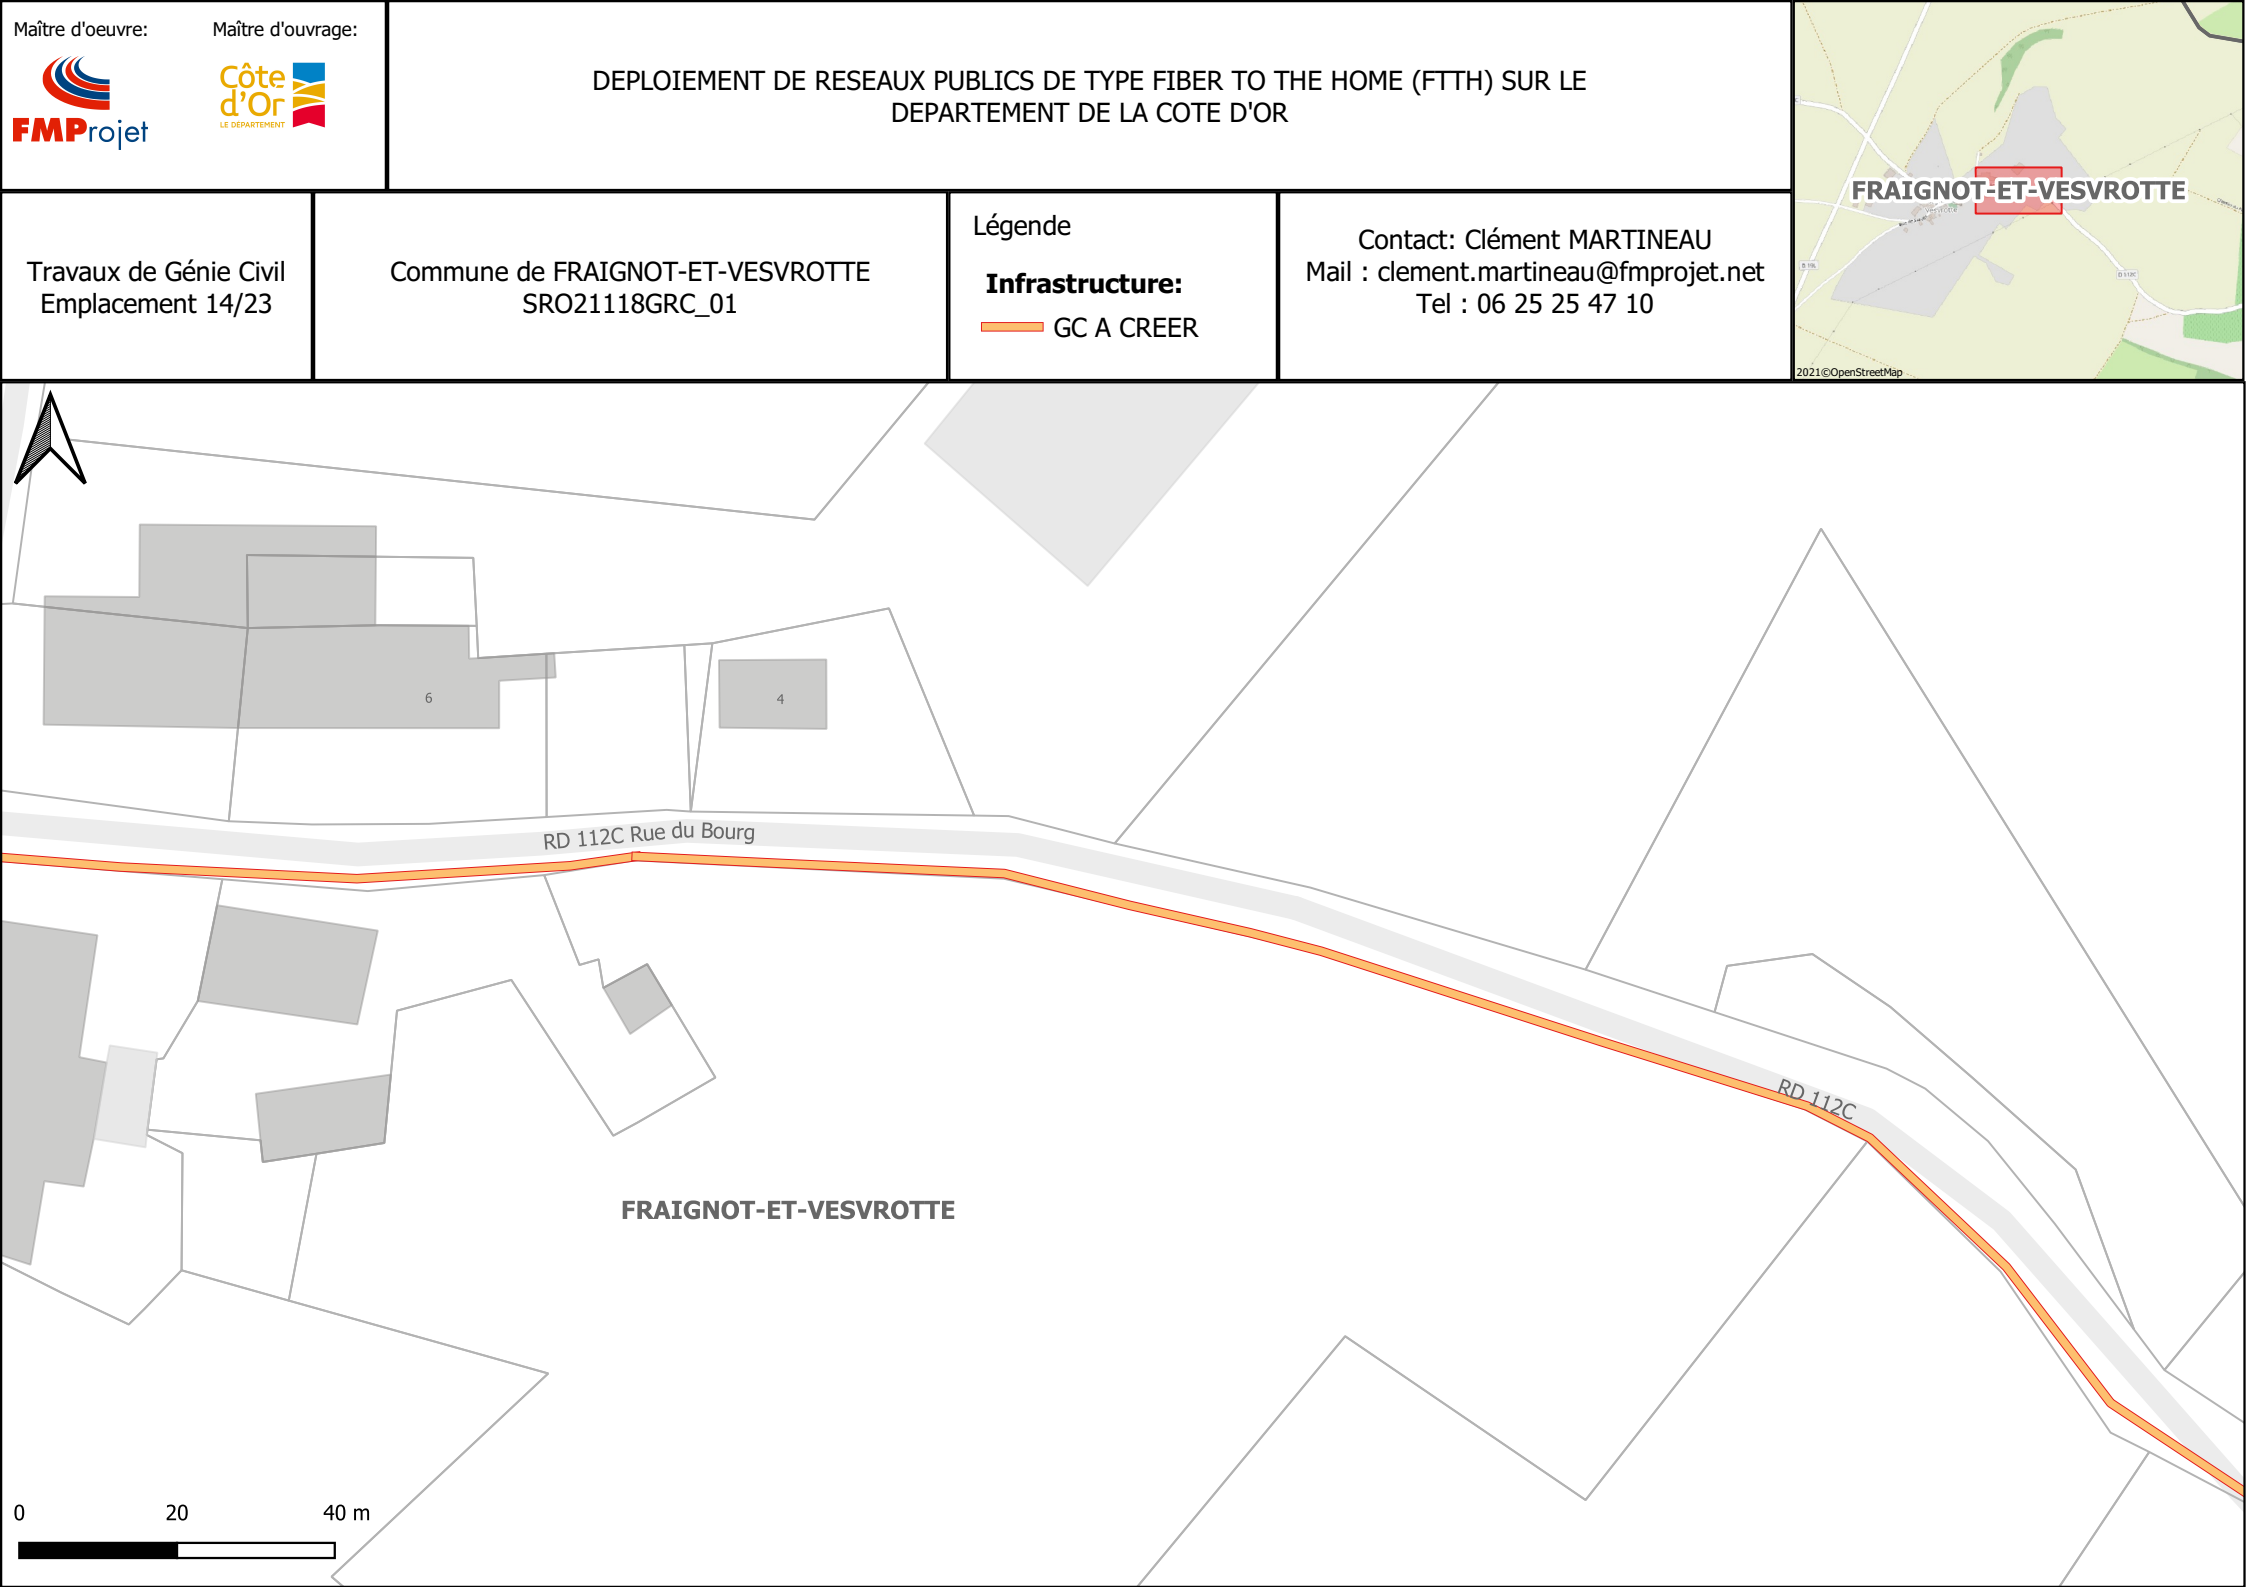 Maître d'oeuvre:
Maître d'ouvrage:
FMProjet
Côte
d'Or
LE DÉPARTEMENT
DEPLOIEMENT DE RESEAUX PUBLICS DE TYPE FIBER TO THE HOME (FTTH) SUR LE
DEPARTEMENT DE LA COTE D'OR
Travaux de Génie Civil
Emplacement 14/23
Commune de FRAIGNOT-ET-VESVROTTE
SRO21118GRC_01
Légende
Infrastructure:
GC A CREER
Contact: Clément MARTINEAU
Mail : clement.martineau@fmprojet.net
Tel : 06 25 25 47 10
FRAIGNOT-ET-VESVROTTE
Vesvrotte
D 112C
2021©OpenStreetMap
6
4
RD 112C Rue du Bourg
RD 112C
FRAIGNOT-ET-VESVROTTE
0 20 40 m